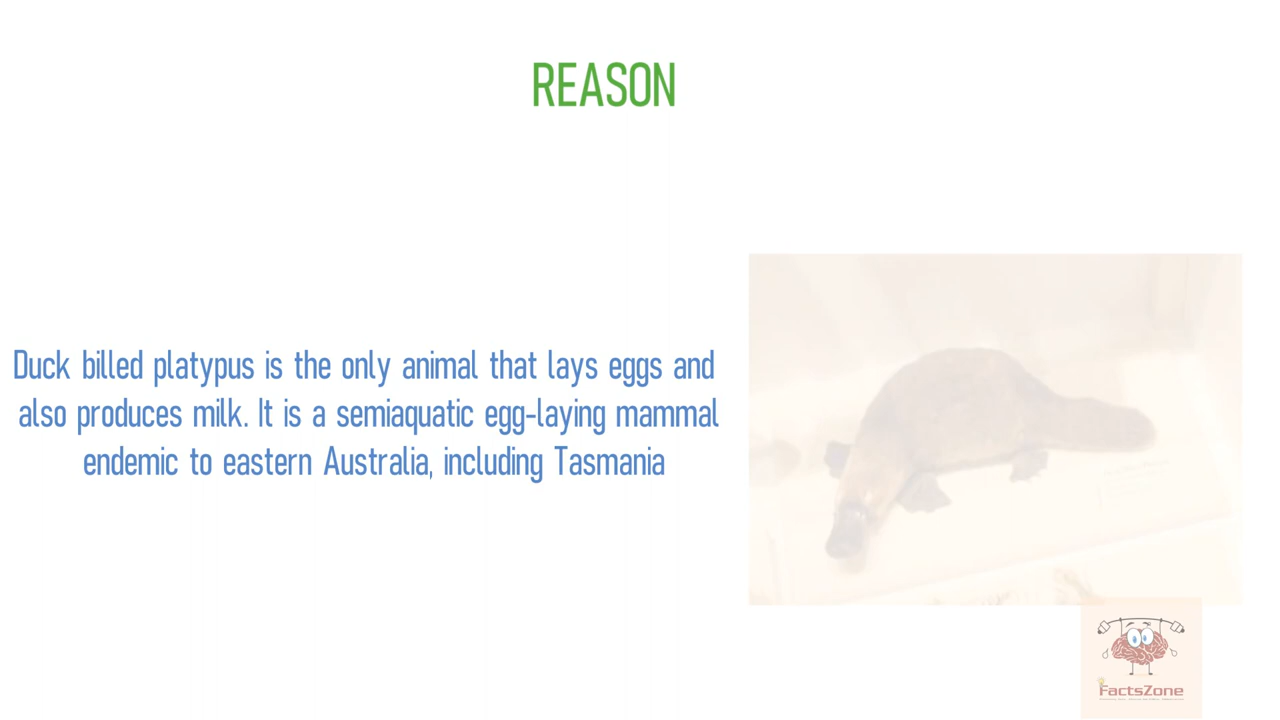 REASON
Duck billed platypus is the only animal that lays eggs and
also produces milk. It is a semiaquatic egg-laying mammal
endemic to eastern Australia, including Tasmania
FactsZone